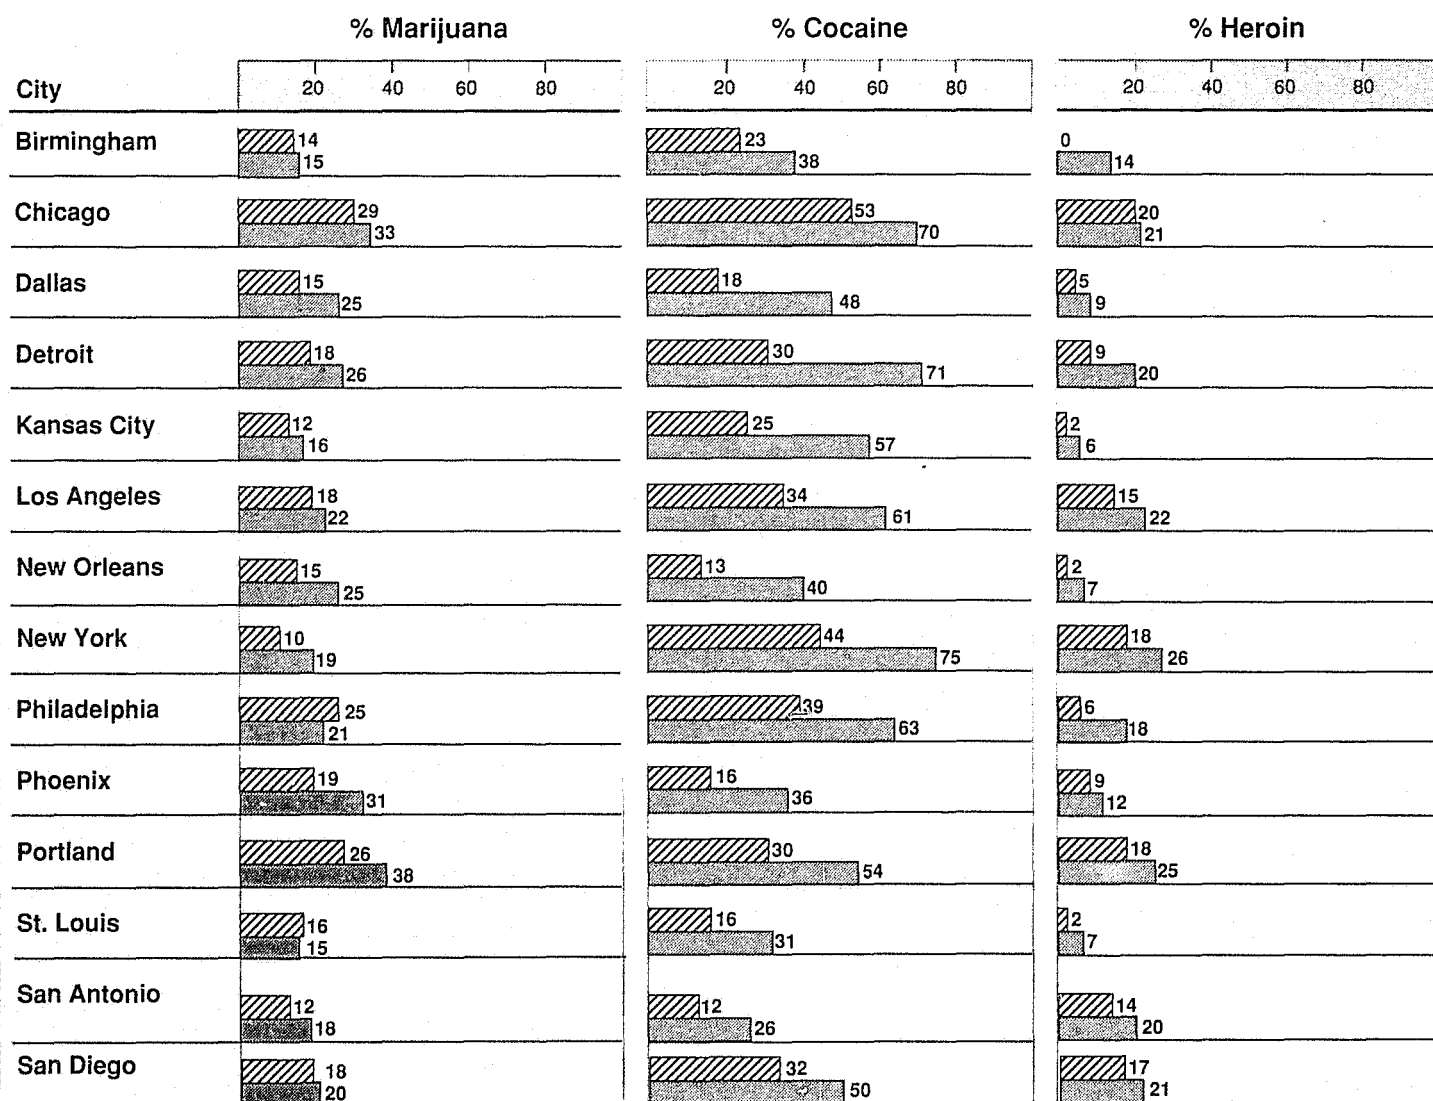 % Marijuana % Cocaine % Heroin
City 20 40 60 80 20 40 60 80 20 40 60 80
Birmingham 14 23 0
15 38 14
Chicago 29 53 20
33 70 21
Dallas 15 18 5
25 48 9
Detroit 18 30 9
26 71 20
Kansas City 12 25 2
16 57 6
Los Angeles 18 34 15
22 61 22
New Orleans 15 13 2
25 40 7
New York 10 44 18
19 75 26
Philadelphia 25 39 6
21 63 18
Phoenix 19 16 9
31 36 12
Portland 26 30 18
38 54 25
St. Louis 16 16 2
15 31 7
San Antonio 12 12 14
18 26 20
San Diego 18 32 17
20 50 21